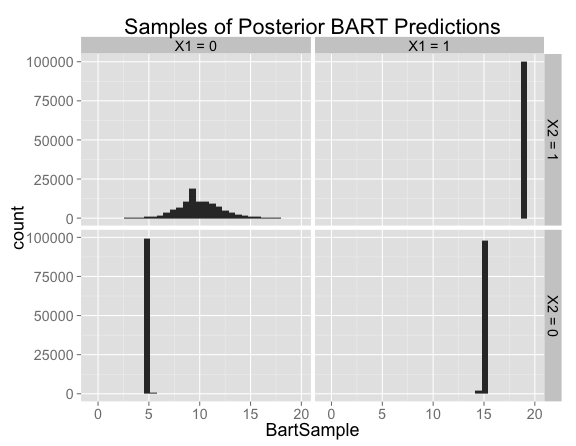 Samples of Posterior BART Predictions
X1 = 0 X1 = 1
100000
75000
50000
25000
0
X2 = 1
count
100000
75000
50000
25000
0
X2 = 0
0 5 10 15 20 0 5 10 15 20
BartSample